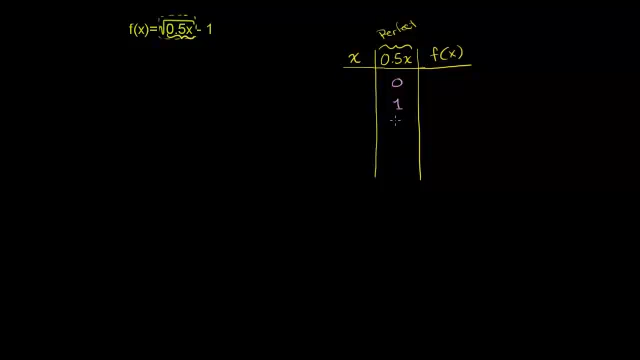 f(x)=√0.5x - 1
Perfect
x 0.5x f(x)
0
1